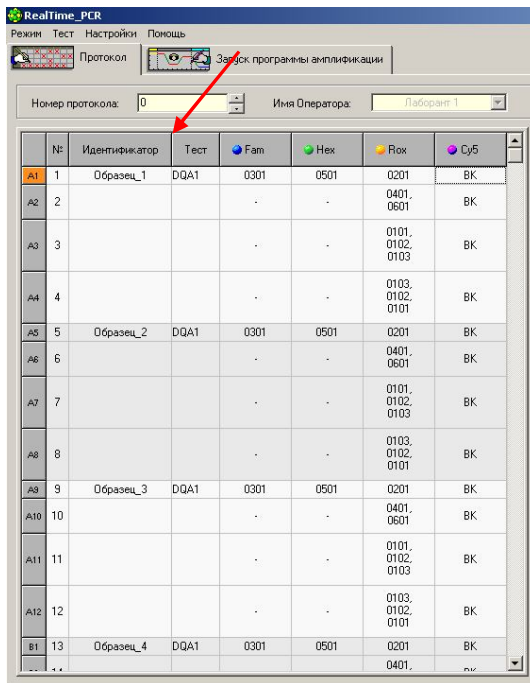 RealTime_PCR
Режим Тест Настройки Помощь
Протокол Запуск программы амплификации
Номер протокола: 0 Имя Оператора: Лаборант 1
№ Идентификатор Тест Fam Hex Rox Cy5
A1 1 Образец_1 DQA1 0301 0501 0201 ВК
A2 2 - - 0401, 0601 ВК
A3 3 - - 0101, 0102, 0103 ВК
A4 4 - - 0103, 0102, 0101 ВК
A5 5 Образец_2 DQA1 0301 0501 0201 ВК
A6 6 - - 0401, 0601 ВК
A7 7 - - 0101, 0102, 0103 ВК
A8 8 - - 0103, 0102, 0101 ВК
A9 9 Образец_3 DQA1 0301 0501 0201 ВК
A10 10 - - 0401, 0601 ВК
A11 11 - - 0101, 0102, 0103 ВК
A12 12 - - 0103, 0102, 0101 ВК
B1 13 Образец_4 DQA1 0301 0501 0201 ВК
0401,